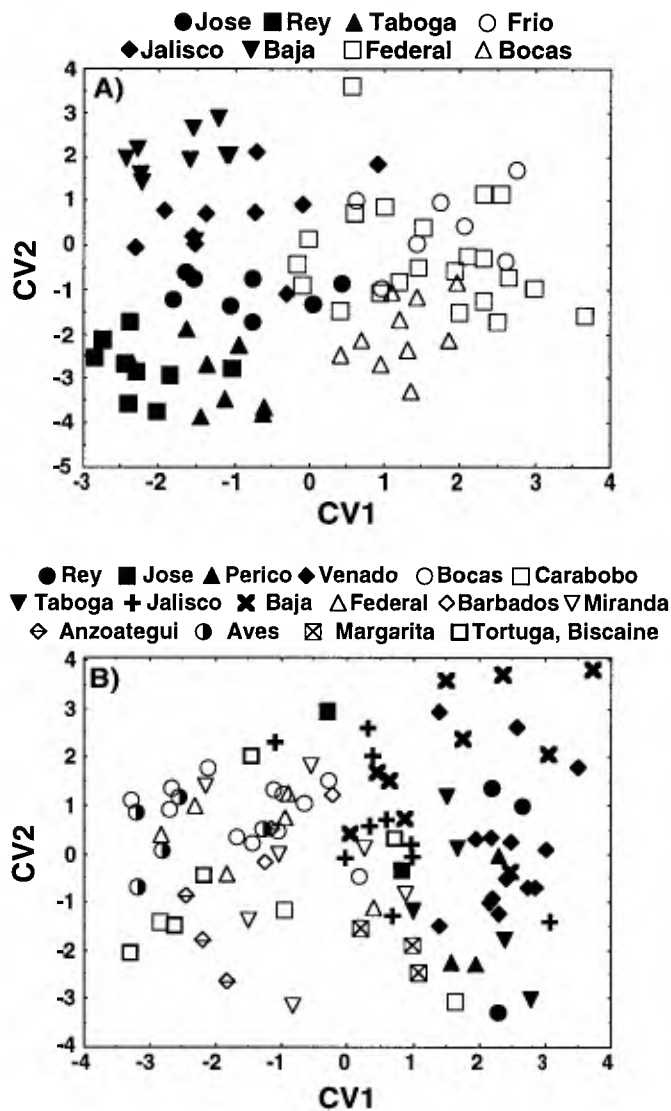 Jose Rey Taboga Frio
Jalisco Baja Federal Bocas
A)
4
3
2
1
0
-1
-2
-3
-4
-5
CV2
-3 -2 -1 0 1 2 3 4
CV1
Rey Jose Perico Venado Bocas Carabobo
Taboga Jalisco Baja Federal Barbados Miranda
Anzoategui Aves Margarita Tortuga, Biscaine
B)
4
3
2
1
0
-1
-2
-3
-4
CV2
-4 -3 -2 -1 0 1 2 3 4
CV1